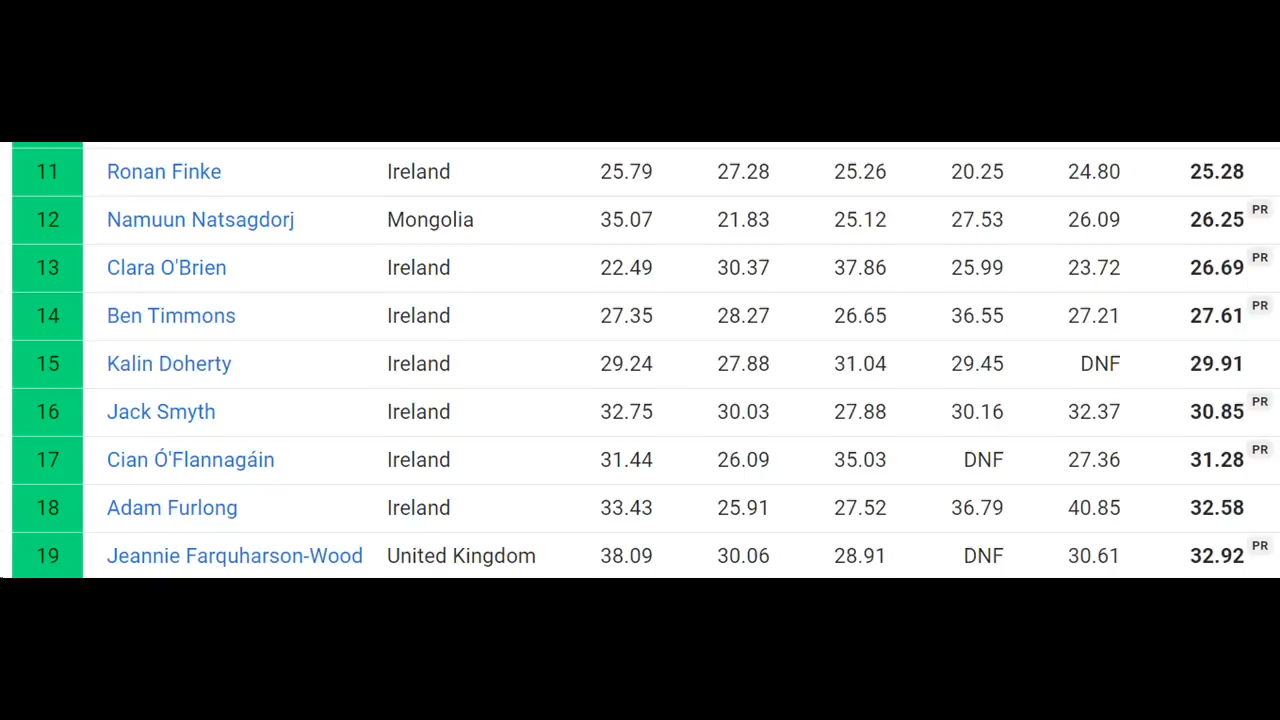 11 Ronan Finke Ireland 25.79 27.28 25.26 20.25 24.80 25.28
12 Namuun Natsagdorj Mongolia 35.07 21.83 25.12 27.53 26.09 26.25 PR
13 Clara O'Brien Ireland 22.49 30.37 37.86 25.99 23.72 26.69 PR
14 Ben Timmons Ireland 27.35 28.27 26.65 36.55 27.21 27.61 PR
15 Kalin Doherty Ireland 29.24 27.88 31.04 29.45 DNF 29.91
16 Jack Smyth Ireland 32.75 30.03 27.88 30.16 32.37 30.85 PR
17 Cian Ó'Flannagáin Ireland 31.44 26.09 35.03 DNF 27.36 31.28 PR
18 Adam Furlong Ireland 33.43 25.91 27.52 36.79 40.85 32.58
19 Jeannie Farquharson-Wood United Kingdom 38.09 30.06 28.91 DNF 30.61 32.92 PR